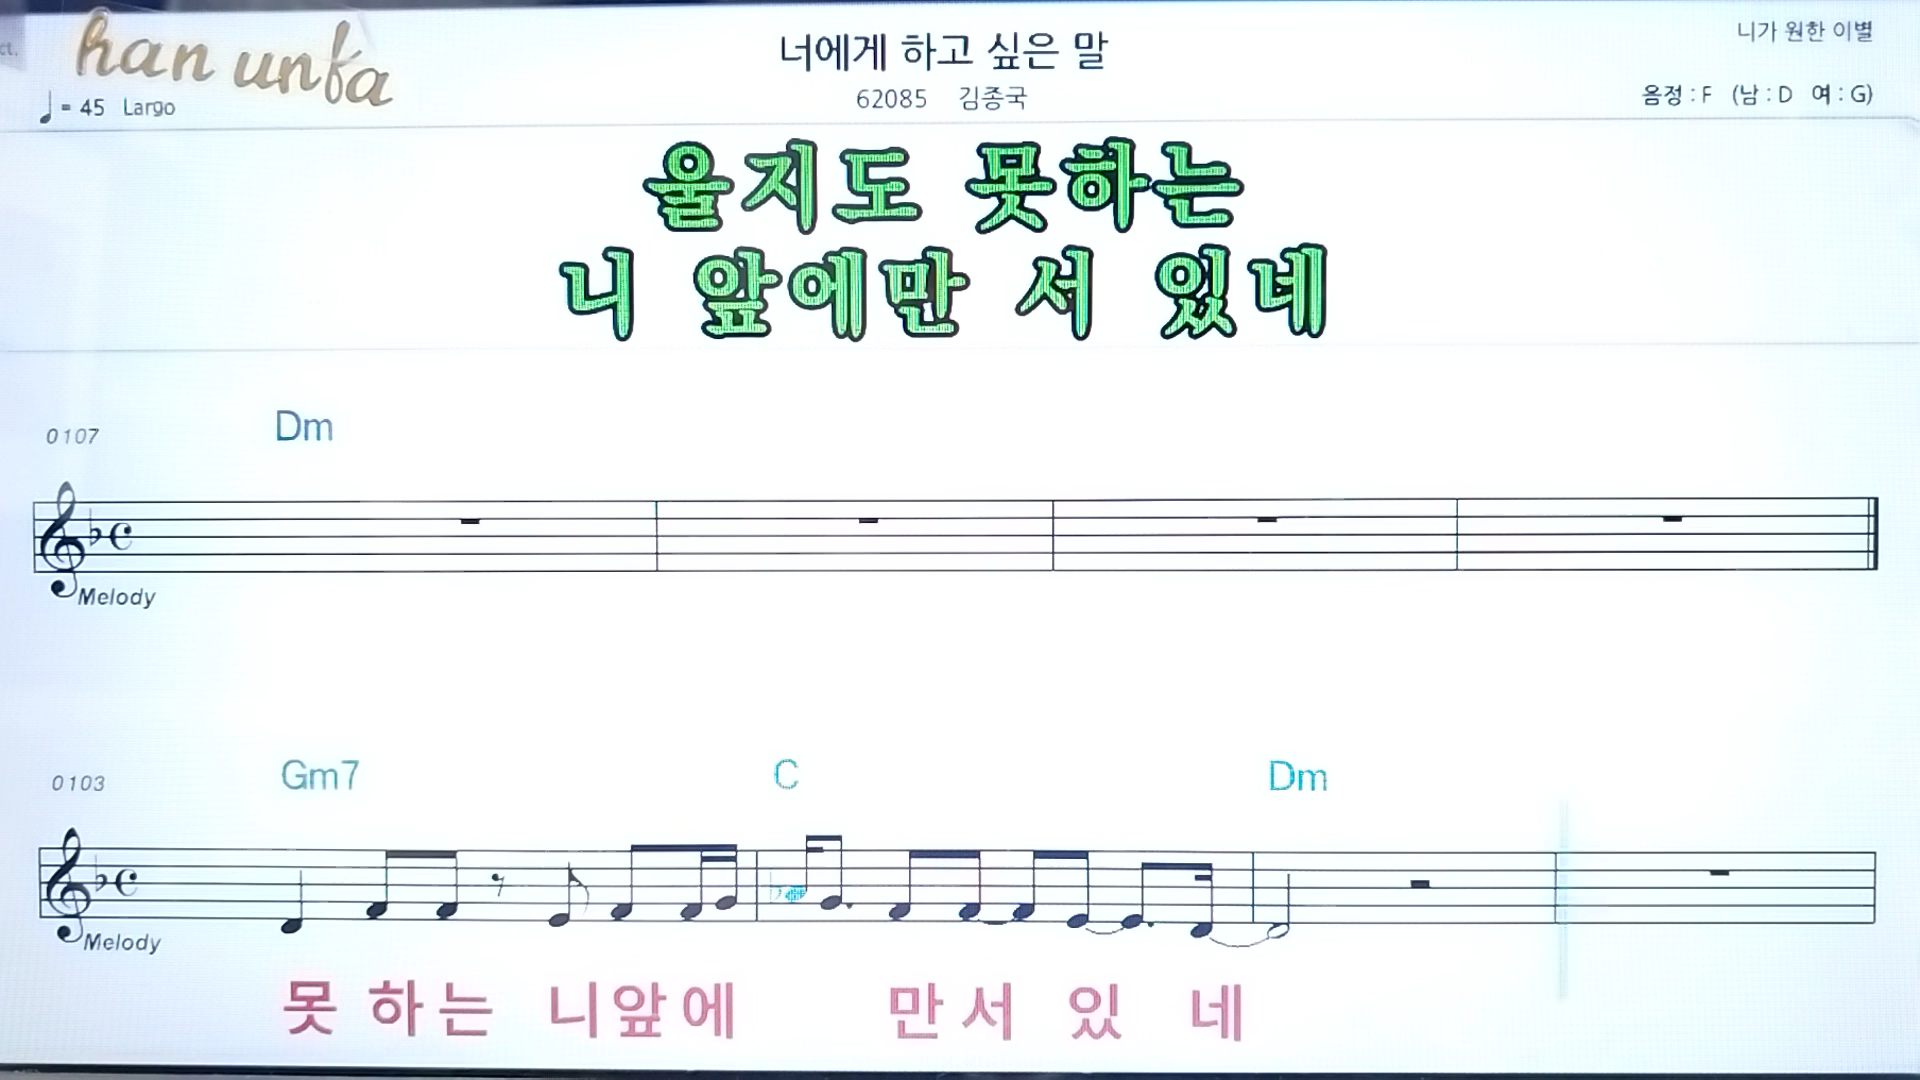 ct.
han unfa
너에게 하고 싶은 말
니가 원한 이별
♩ = 45 Largo
62085 김종국
음정 : F (남 : D 여 : G)
울지도 못하는
니 앞에만 서 있네
0107 Dm
Melody
0103 Gm7 C Dm
Melody
못 하는 니앞에 만서 있 네